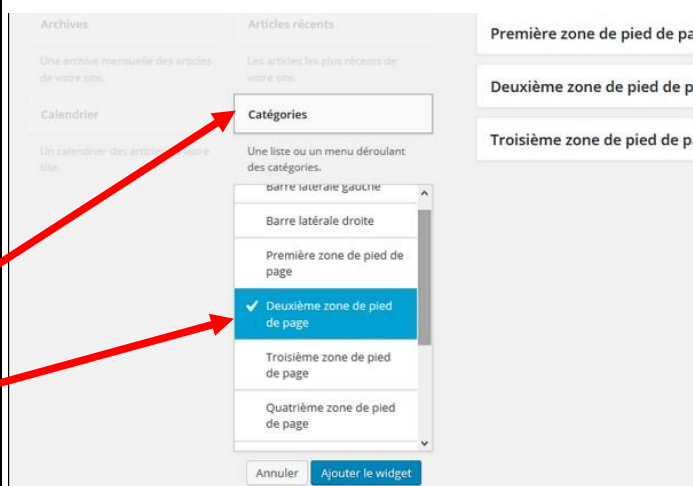 Archives
Articles récents
Une archive mensuelle des articles
de votre site.
Les articles les plus récents de
votre site.
Calendrier
Catégories
Un calendrier des articles de votre
site.
Une liste ou un menu déroulant
des catégories.
Barre latérale gauche
Barre latérale droite
Première zone de pied de
page
Deuxième zone de pied
de page
Troisième zone de pied
de page
Quatrième zone de pied
de page
Annuler
Ajouter le widget
Première zone de pied de pa
Deuxième zone de pied de p
Troisième zone de pied de pa